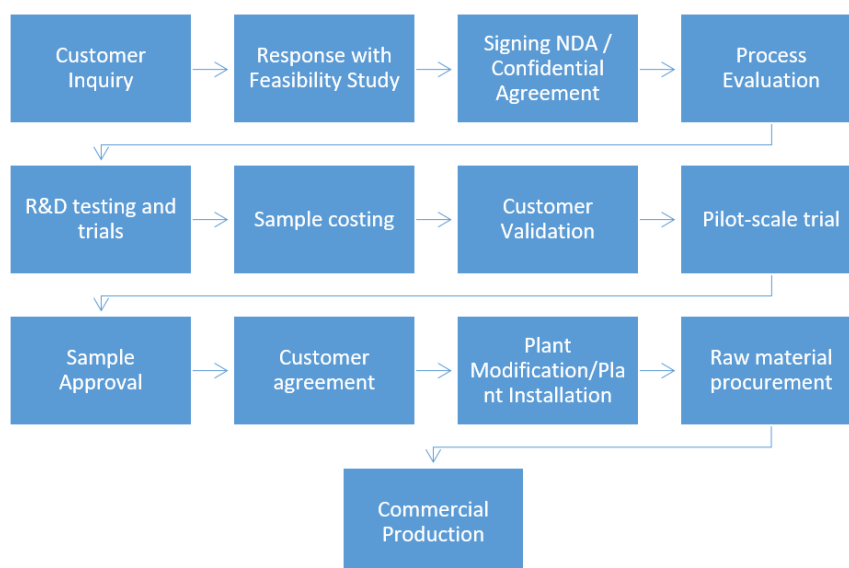 Customer
Inquiry
Response with
Feasibility Study
Signing NDA /
Confidential
Agreement
Process
Evaluation
R&D testing and
trials
Sample costing
Customer
Validation
Pilot-scale trial
Sample
Approval
Customer
agreement
Plant
Modification/Pla
nt Installation
Raw material
procurement
Commercial
Production